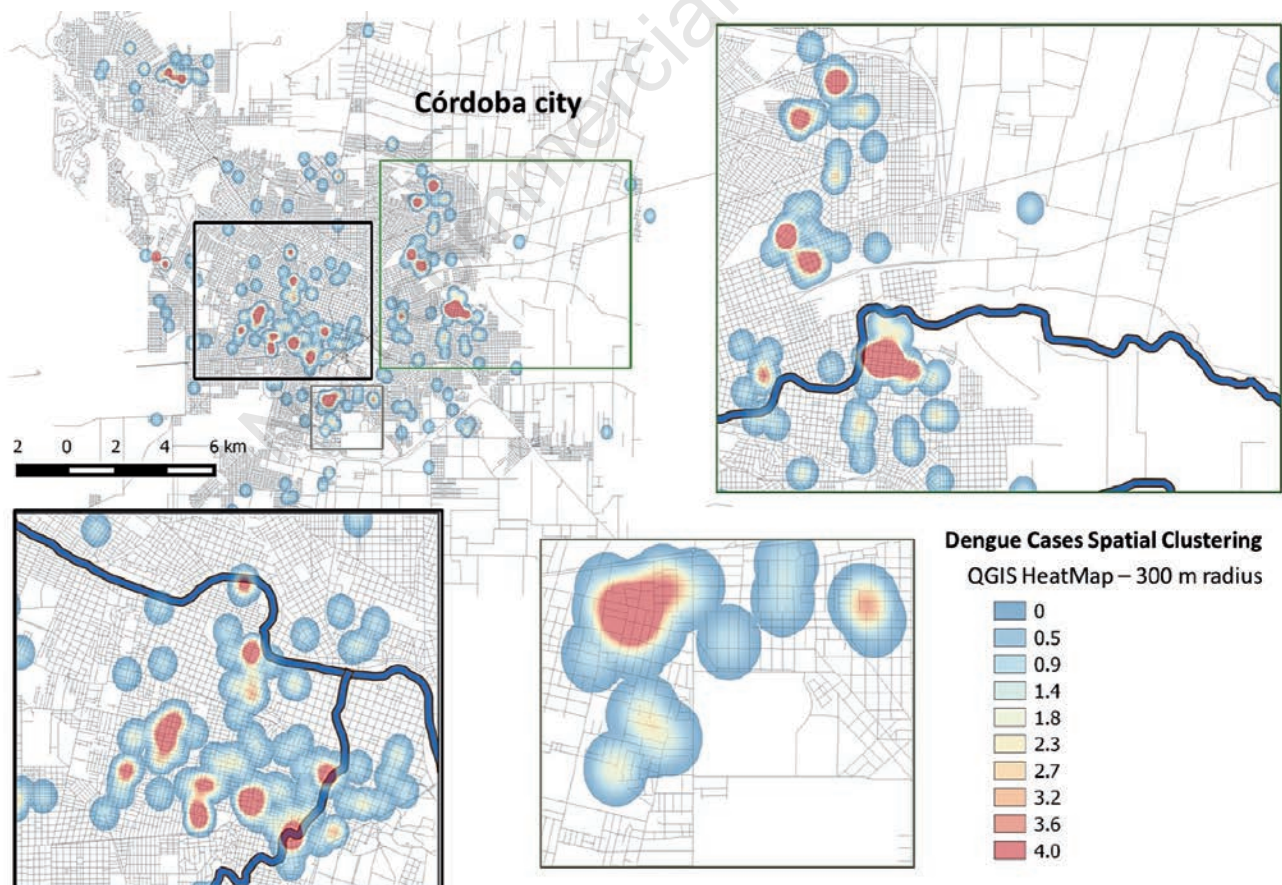 Córdoba city
2 0 2 4 6 km
Dengue Cases Spatial Clustering
QGIS HeatMap – 300 m radius
0
0.5
0.9
1.4
1.8
2.3
2.7
3.2
3.6
4.0